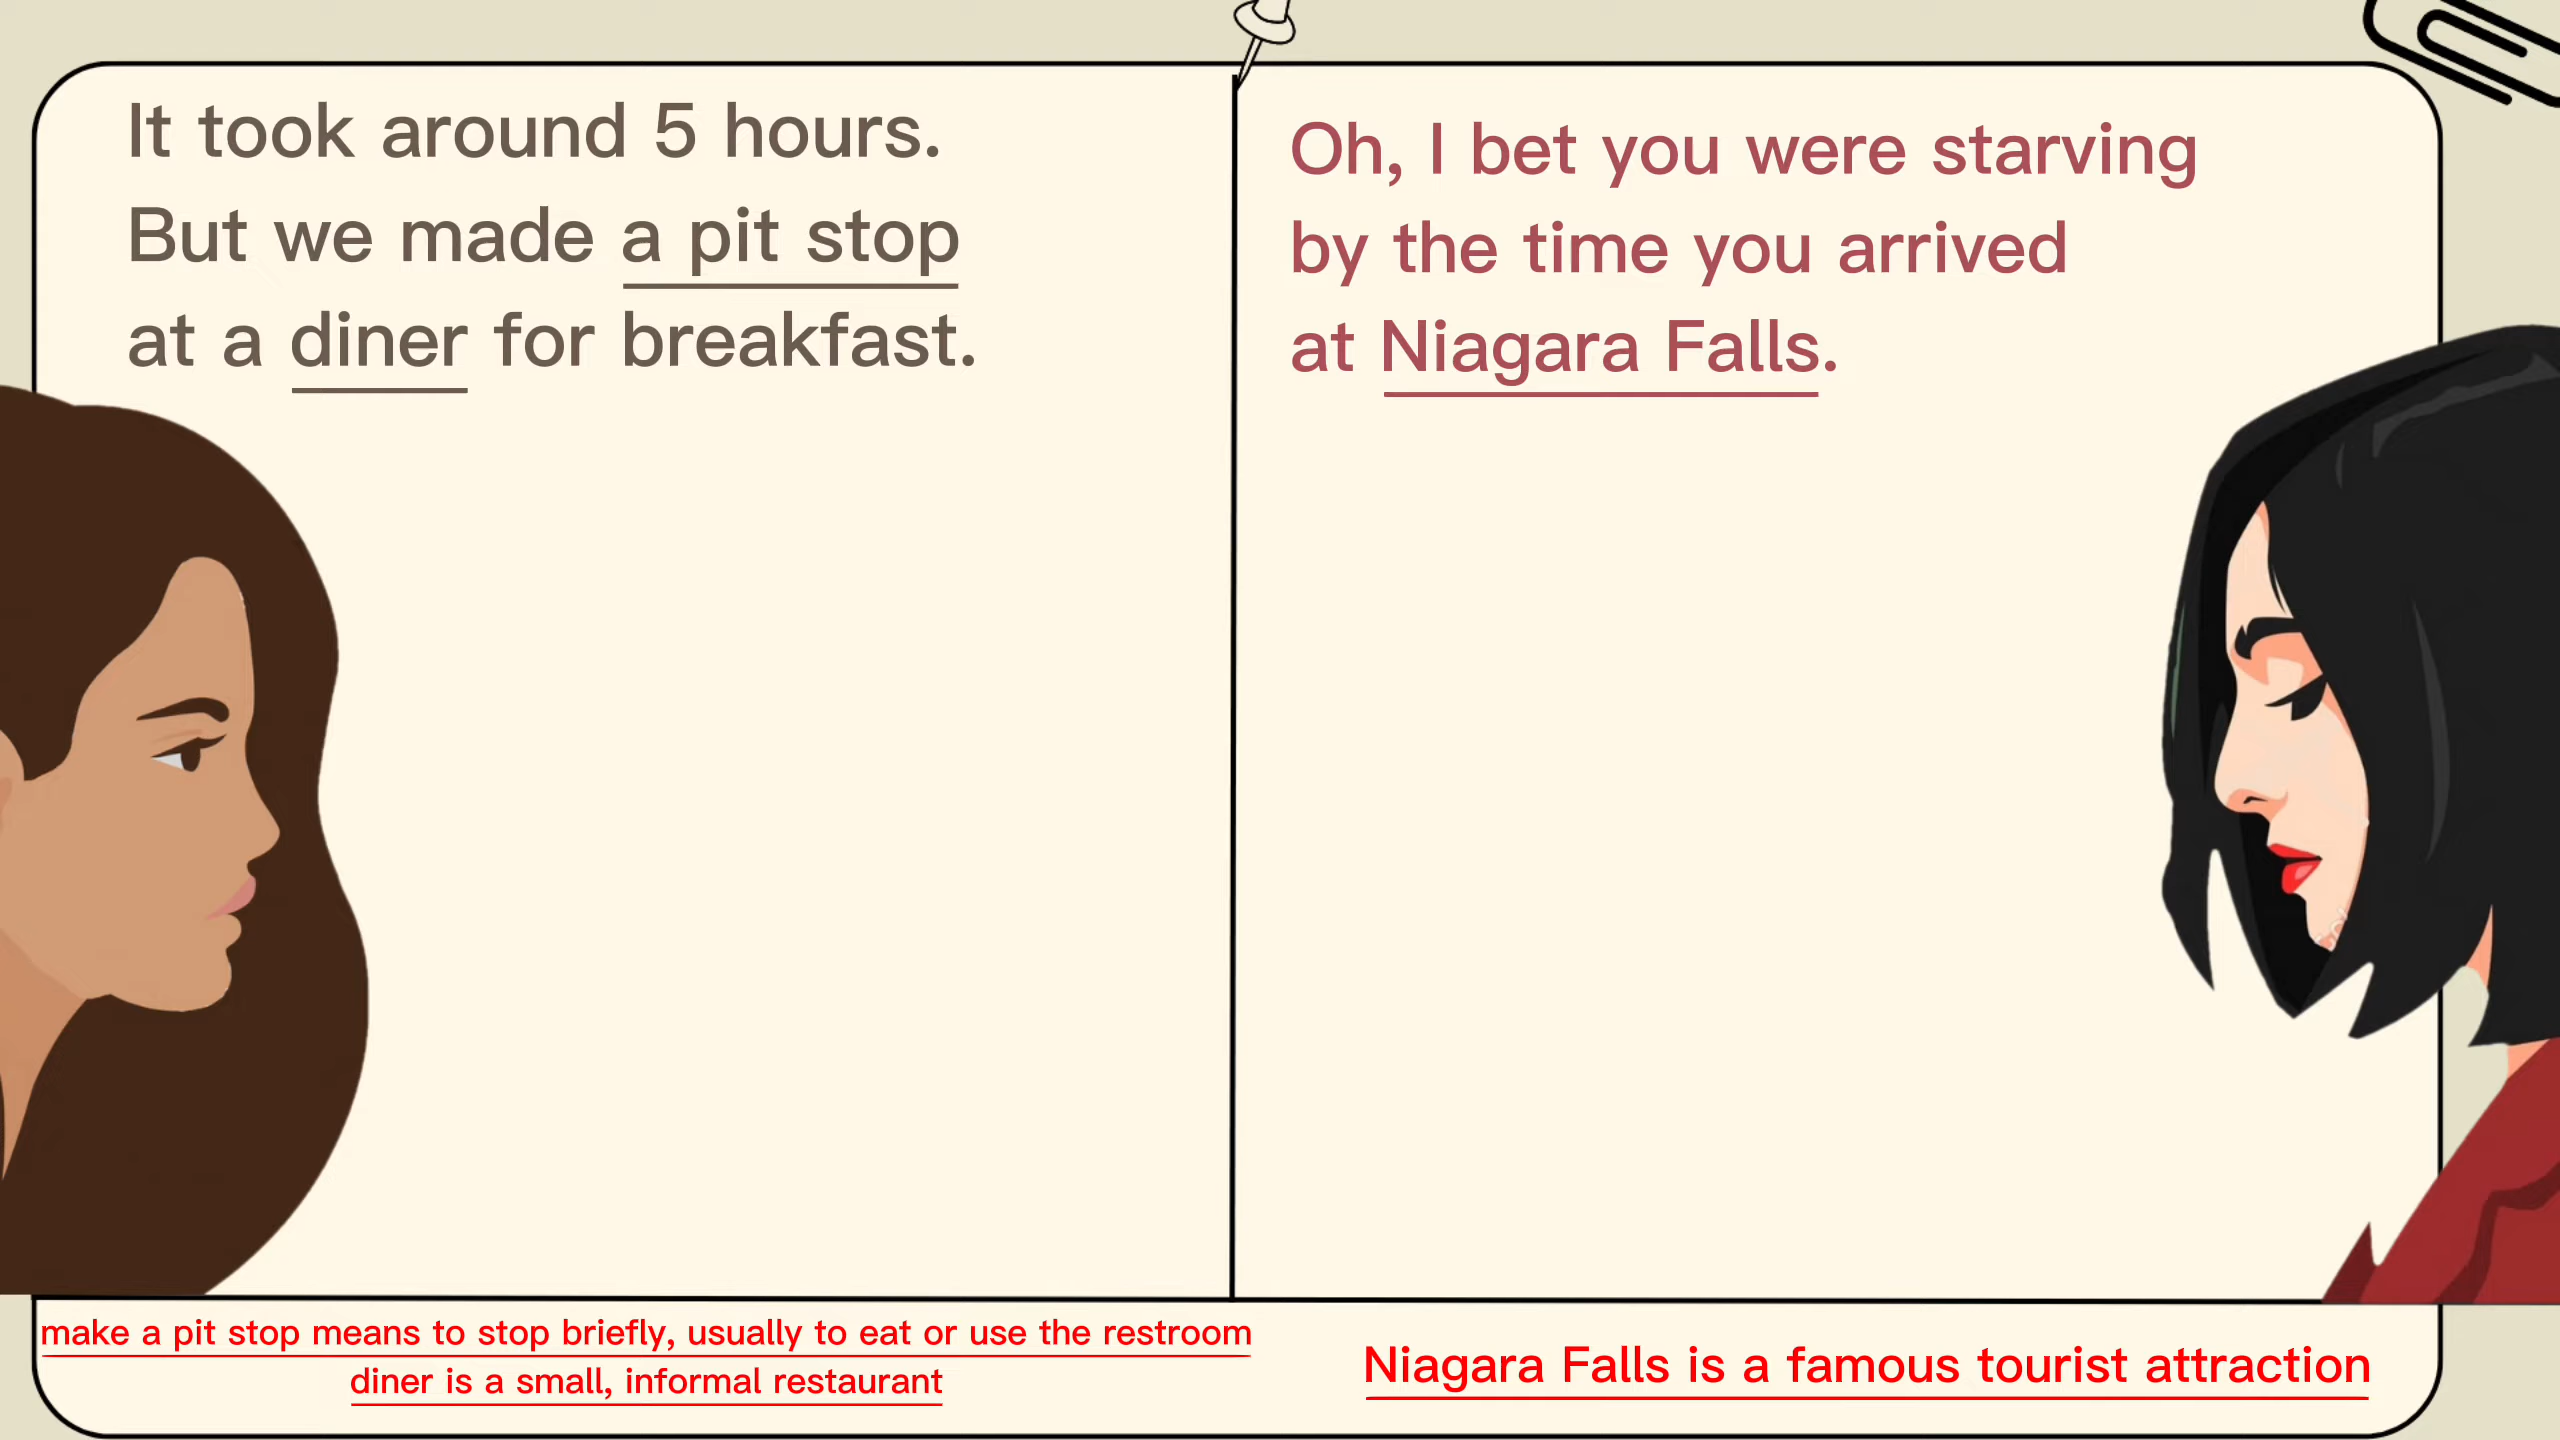 It took around 5 hours.
But we made a pit stop
at a diner for breakfast.
Oh, I bet you were starving
by the time you arrived
at Niagara Falls.
make a pit stop means to stop briefly, usually to eat or use the restroom
diner is a small, informal restaurant
Niagara Falls is a famous tourist attraction